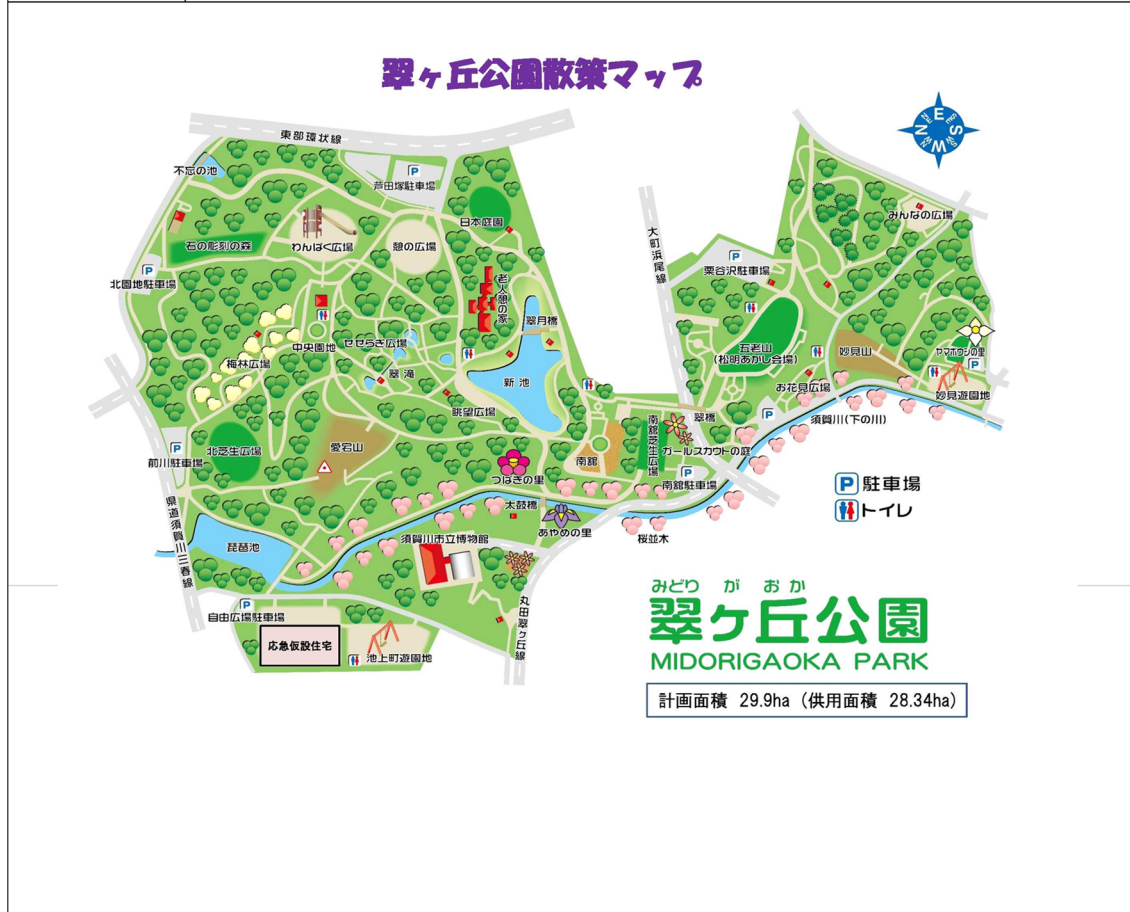 翠ヶ丘公園散策マップ
東部環状線
E
N
S
W
NE
SE
NW
SW
不忘の池
P
芦田塚駐車場
日本庭園
みんなの広場
石の彫刻の森
わんぱく広場
憩の広場
大町浜尾線
P
栗谷沢駐車場
P
北園地駐車場
老人憩の家
翠月橋
中央園地
せせらぎ広場
五老山
(松明あかし会場)
妙見山
ヤマボウシの里
P
梅林広場
翠滝
新池
お花見広場
妙見遊園地
眺望広場
翠橋
P
須賀川(下の川)
P
前川駐車場
北芝生広場
愛宕山
南舘
南舘芝生広場
ガールスカウトの庭
つばきの里
P
南舘駐車場
P 駐車場
トイレ
県道須賀川三春線
太鼓橋
あやめの里
桜並木
琵琶池
須賀川市立博物館
P
自由広場駐車場
丸田翠ヶ丘線
応急仮設住宅
池上町遊園地
みどり が おか
翠ヶ丘公園
MIDORIGAOKA PARK
計画面積 29.9ha (供用面積 28.34ha)